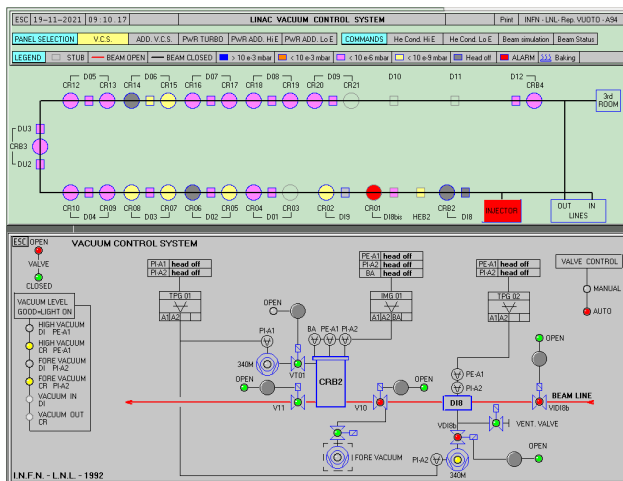 ESC 19-11-2021 09:10.17 LINAC VACUUM CONTROL SYSTEM Print INFN - LNL- Rep. VUOTO - A94
PANEL SELECTION V.C.S. ADD. V.C.S. PWR TURBO PWR ADD. Hi E PWR ADD. Lo E COMMANDS He Cond. Hi E He Cond. Lo E Beam simulation Beam Status
LEGEND STUB BEAM OPEN BEAM CLOSED > 10 e-3 mbar < 10 e-3 mbar < 10 e-6 mbar < 10 e-9 mbar Head off ALARM Baking
D05 D06 D07 D08 D09 D10 D11 D12
CR12 CR13 CR14 CR15 CR16 CR17 CR18 CR19 CR20 CR21 CRB4
3rd
ROOM
DU3
CRB3
DU2
CR10 CR09 CR08 CR07 CR06 CR05 CR04 CR03 CR02 CR01 CRB2
D04 D03 D02 D01 DI9 DI8bis HEB2 DI8
INJECTOR
OUT IN
LINES
ESC OPEN VACUUM CONTROL SYSTEM
VALVE
CLOSED
VACUUM LEVEL
GOOD=LIGHT ON
HIGH VACUUM
DI PE-A1
HIGH VACUUM
CR PE-A1
FORE VACUUM
DI PI-A2
FORE VACUUM
CR PI-A2
VACUUM IN
DI
VACUUM OUT
CR
PI-A1 head off
PI-A2 head off
TPG 01
A1 A2
PE-A1 head off
PI-A2 head off
BA head off
IMG 01
A1 A2 BA
PE-A1 head off
PI-A2 head off
TPG 02
A1 A2
VALVE CONTROL
MANUAL
AUTO
OPEN
PI-A1
BA PE-A1 PI-A2
340M
VT01
CRB2
OPEN
V11
V10
OPEN
PE-A1
PI-A2
DI8
OPEN
BEAM LINE
VIDI8b
VDI8b
VENT. VALVE
FORE VACUUM
PI-A2
340M
OPEN
I.N.F.N. - L.N.L. - 1992